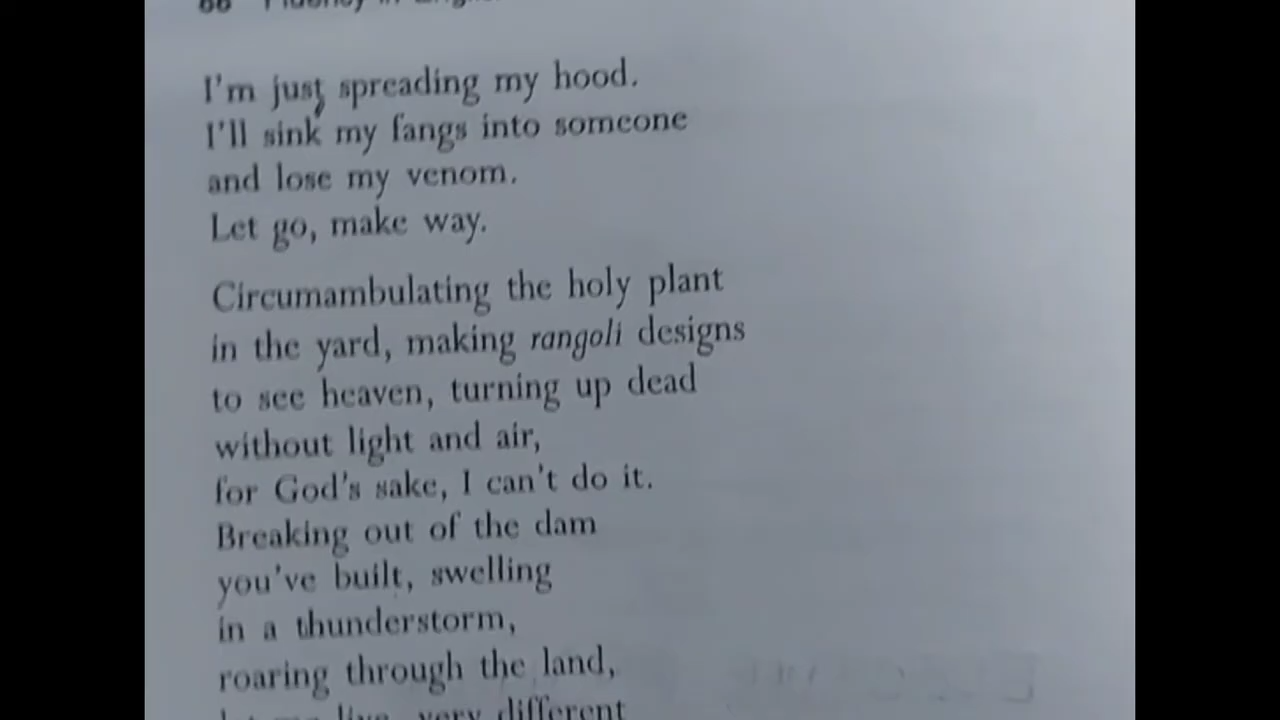 I'm just spreading my hood.
I'll sink my fangs into someone
and lose my venom.
Let go, make way.
Circumambulating the holy plant
in the yard, making rangoli designs
to see heaven, turning up dead
without light and air,
for God's sake, I can't do it.
Breaking out of the dam
you've built, swelling
in a thunderstorm,
roaring through the land,
live, very different